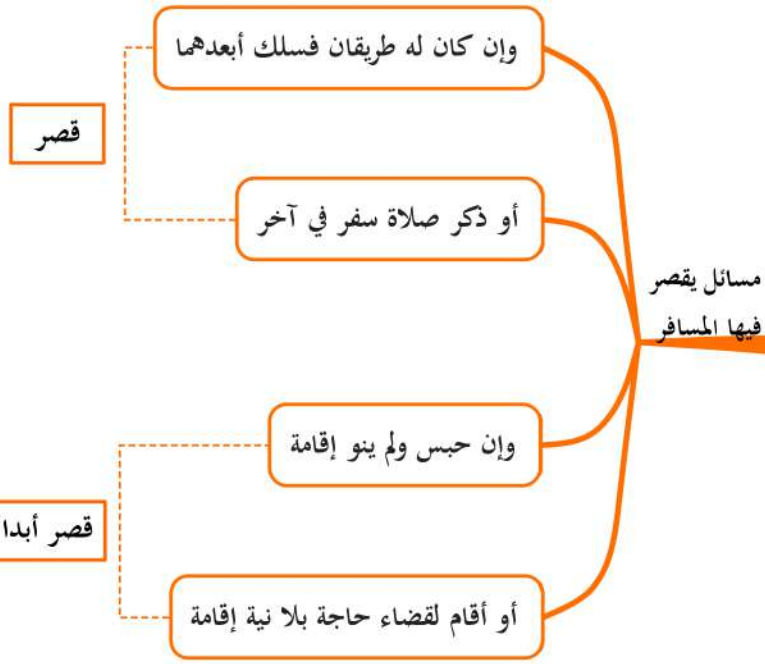 مسائل يقصر
فيها المسافر
وإن كان له طريقان فسلك أبعدهما
أو ذكر صلاة سفر في آخر
قصر
وإن حبس ولم ينو إقامة
أو أقام لقضاء حاجة بلا نية إقامة
قصر أبدا